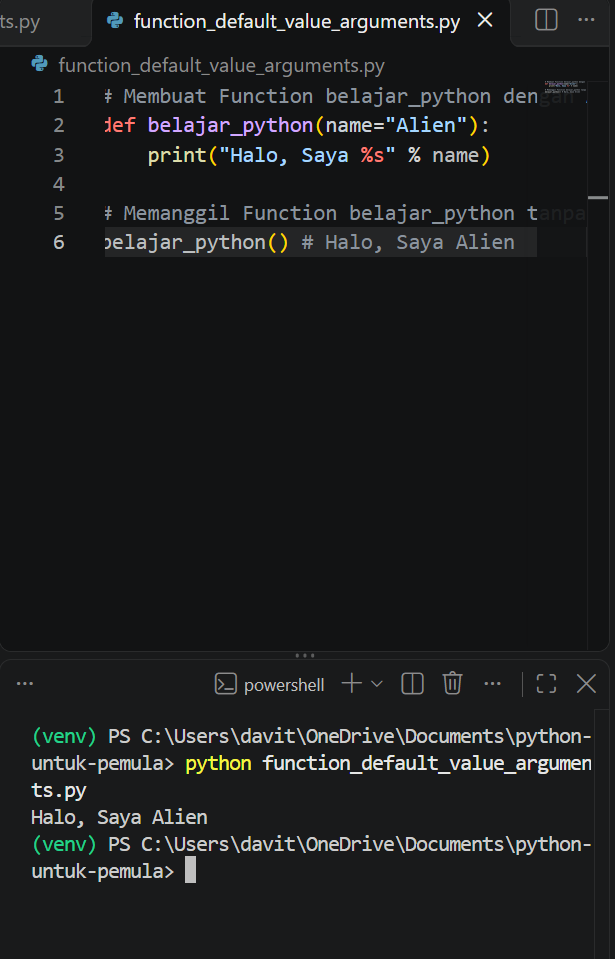 ts.py
function_default_value_arguments.py
function_default_value_arguments.py
1 # Membuat Function belajar_python dengan
2 def belajar_python(name="Alien"):
3 print("Halo, Saya %s" % name)
4
5 # Memanggil Function belajar_python tanpa
6 belajar_python() # Halo, Saya Alien
powershell
(venv) PS C:\Users\davit\OneDrive\Documents\python-
untuk-pemula> python function_default_value_argumen
ts.py
Halo, Saya Alien
(venv) PS C:\Users\davit\OneDrive\Documents\python-
untuk-pemula>